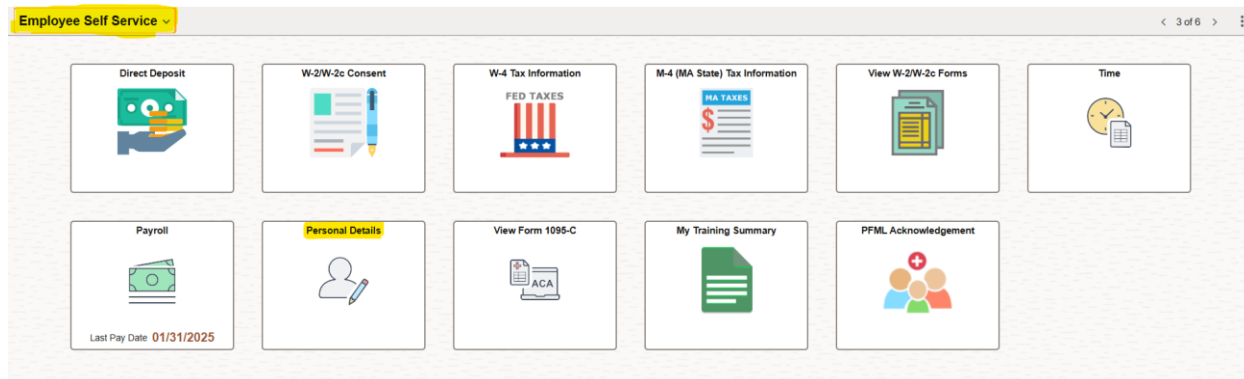 Employee Self Service
3 of 6
Direct Deposit
W-2/W-2c Consent
W-4 Tax Information
M-4 (MA State) Tax Information
View W-2/W-2c Forms
Time
FED TAXES
MA TAXES
$
Payroll
Personal Details
View Form 1095-C
My Training Summary
PFML Acknowledgement
ACA
Last Pay Date 01/31/2025